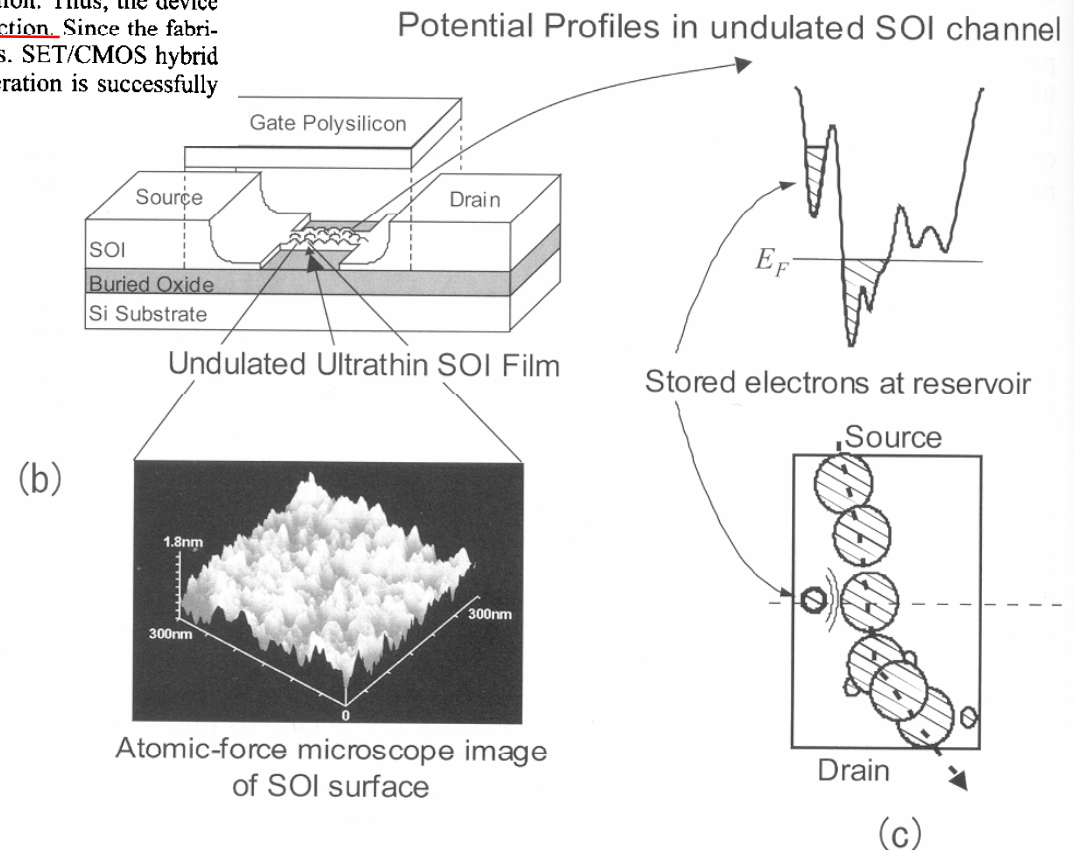 ction. Since the fabri-
s. SET/CMOS hybrid
eration is successfully
Potential Profiles in undulated SOI channel
Gate Polysilicon
Source
Drain
SOI
Buried Oxide
Si Substrate
E_F
Undulated Ultrathin SOI Film
Stored electrons at reservoir
(b)
1.8nm
300nm
300nm
0
Source
Drain
Atomic-force microscope image
of SOI surface
(c)